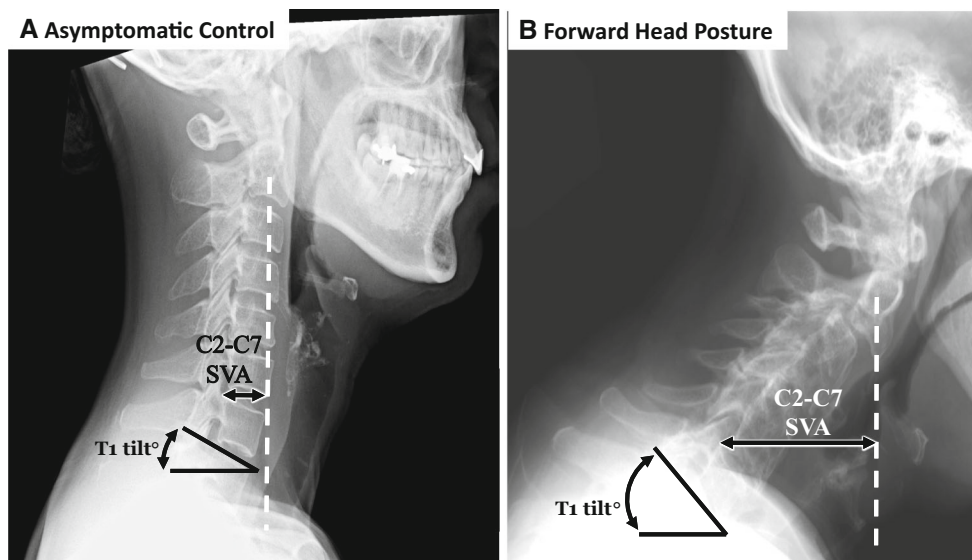 A Asymptomatic Control
C2-C7
SVA
T1 tilt°
B Forward Head Posture
C2-C7
SVA
T1 tilt°